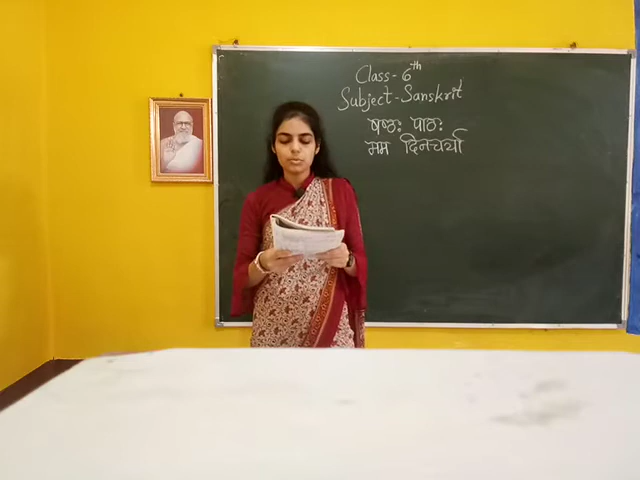 Class - 6th
Subject - Sanskrit
षष्ठः पाठः
मम दिनचर्या